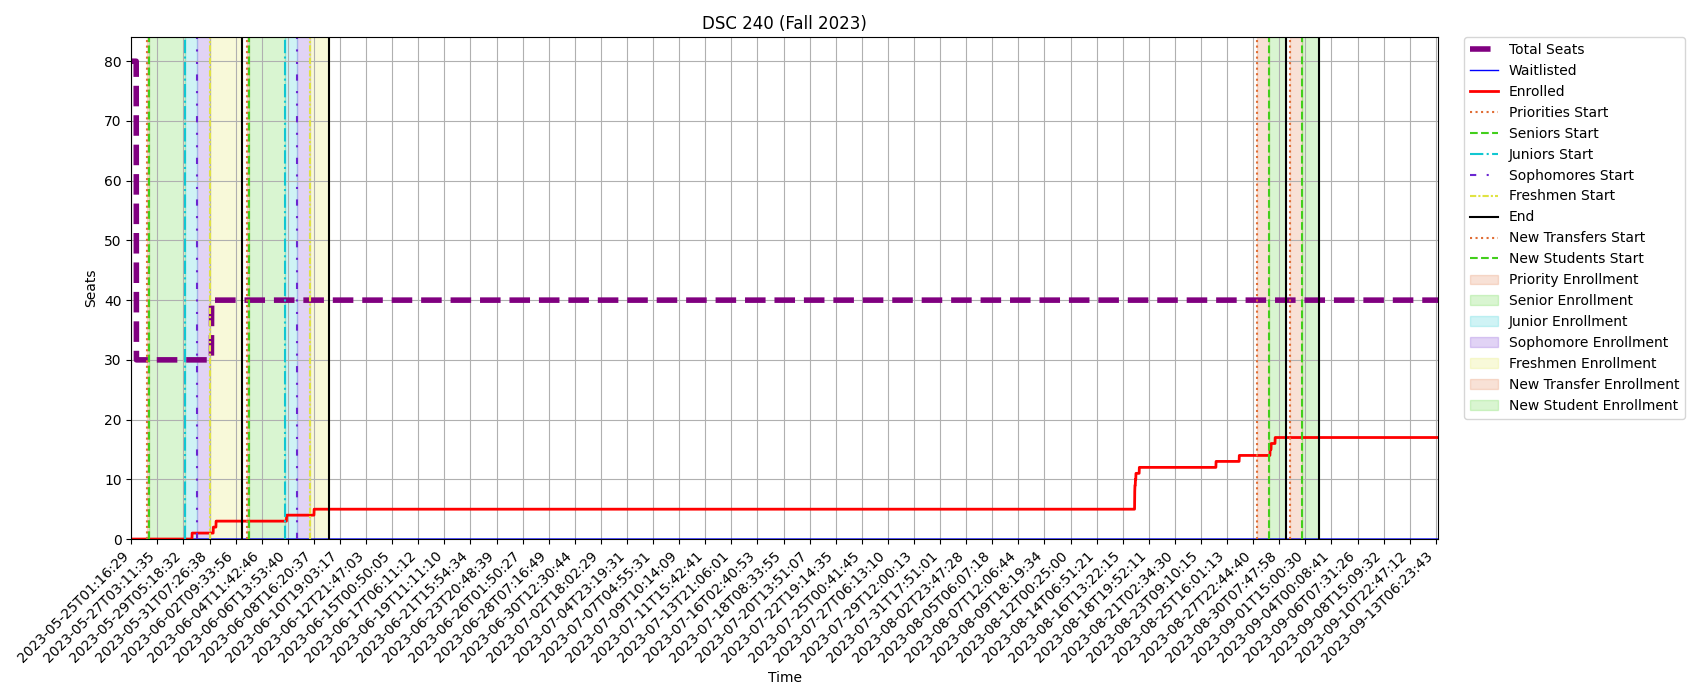 DSC 240 (Fall 2023)
Seats
80
70
60
50
40
30
20
10
0
2023-05-25T01:16:29
2023-05-27T03:11:35
2023-05-29T05:18:32
2023-05-31T07:26:38
2023-06-02T09:33:56
2023-06-04T11:42:46
2023-06-06T13:53:40
2023-06-08T16:20:37
2023-06-10T19:03:17
2023-06-12T21:47:03
2023-06-15T00:50:05
2023-06-17T06:11:12
2023-06-19T11:11:10
2023-06-21T15:54:34
2023-06-23T20:48:39
2023-06-26T01:50:27
2023-06-28T07:16:49
2023-06-30T12:30:44
2023-07-02T18:02:29
2023-07-04T23:19:31
2023-07-07T04:55:31
2023-07-09T10:14:09
2023-07-11T15:42:41
2023-07-13T21:06:01
2023-07-16T02:40:53
2023-07-18T08:33:55
2023-07-20T13:51:07
2023-07-22T19:14:35
2023-07-25T00:41:45
2023-07-27T06:13:10
2023-07-29T12:00:13
2023-07-31T17:51:01
2023-08-02T23:47:28
2023-08-05T06:07:18
2023-08-07T12:06:44
2023-08-09T18:19:34
2023-08-12T00:25:00
2023-08-14T06:51:21
2023-08-16T13:22:15
2023-08-18T19:52:11
2023-08-21T02:34:30
2023-08-23T09:10:15
2023-08-25T16:01:13
2023-08-27T22:44:40
2023-08-30T07:47:58
2023-09-01T15:00:30
2023-09-04T00:08:41
2023-09-06T07:31:26
2023-09-08T15:09:32
2023-09-10T22:47:12
2023-09-13T06:23:43
Time
Total Seats
Waitlisted
Enrolled
Priorities Start
Seniors Start
Juniors Start
Sophomores Start
Freshmen Start
End
New Transfers Start
New Students Start
Priority Enrollment
Senior Enrollment
Junior Enrollment
Sophomore Enrollment
Freshmen Enrollment
New Transfer Enrollment
New Student Enrollment